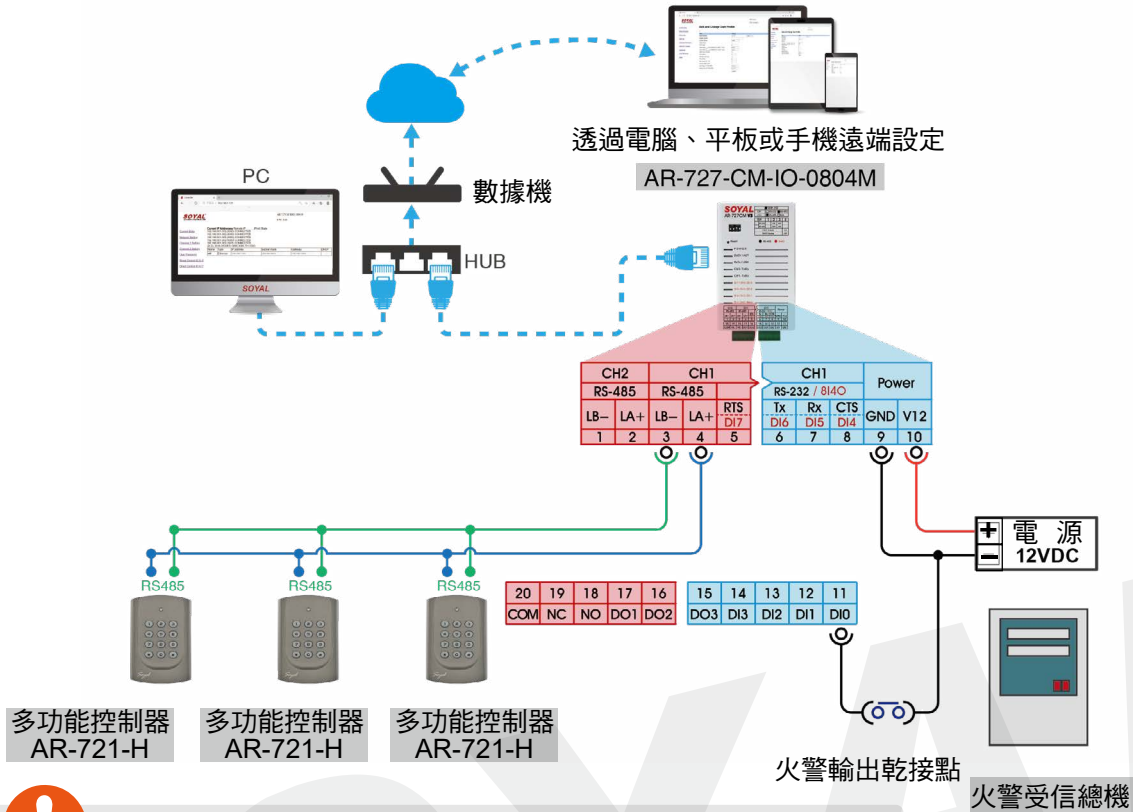 透過電腦、平板或手機遠端設定
AR-727-CM-IO-0804M
PC
數據機
HUB
SOYAL
SOYAL
SOYAL
AR-727CM V3
CH2 CH1
RS-485 RS-485
LB− LA+ LB− LA+ RTS
DI7
1 2 3 4 5
CH1 Power
RS-232 / 8I4O
Tx Rx CTS GND V12
DI6 DI5 DI4
6 7 8 9 10
+ 電 源
− 12VDC
RS485 RS485 RS485
20 19 18 17 16
COM NC NO DO1 DO2
15 14 13 12 11
DO3 DI3 DI2 DI1 DI0
多功能控制器
AR-721-H
多功能控制器
AR-721-H
多功能控制器
AR-721-H
火警輸出乾接點
火警受信總機